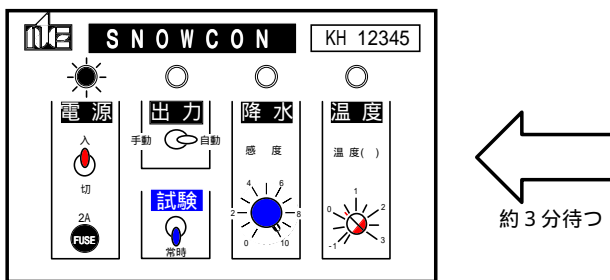 SNOWCON
KH 12345
電源
出力
降水
温度
入
手動
自動
感 度
温 度( )
切
試験
常時
2A
FUSE
0
2
4
6
8
10
-1
0
1
2
3
約3分待つ